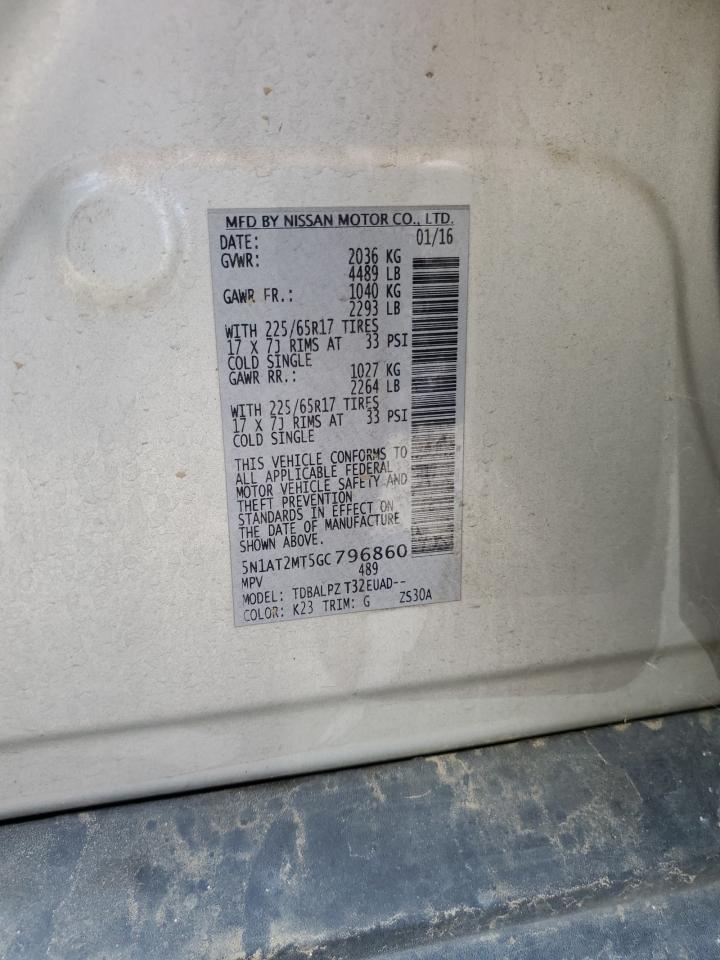 MFD BY NISSAN MOTOR CO., LTD.
DATE: 01/16
GVWR: 2036 KG
4489 LB
GAWR FR.: 1040 KG
2293 LB
WITH 225/65R17 TIRES
17 X 7J RIMS AT 33 PSI
COLD SINGLE
GAWR RR.: 1027 KG
2264 LB
WITH 225/65R17 TIRES
17 X 7J RIMS AT 33 PSI
COLD SINGLE
THIS VEHICLE CONFORMS TO
ALL APPLICABLE FEDERAL
MOTOR VEHICLE SAFETY AND
THEFT PREVENTION
STANDARDS IN EFFECT ON
THE DATE OF MANUFACTURE
SHOWN ABOVE.
5N1AT2MT5GC796860
MPV 489
MODEL: TDBALPZ T32EUAD--
COLOR: K23 TRIM: G ZS30A